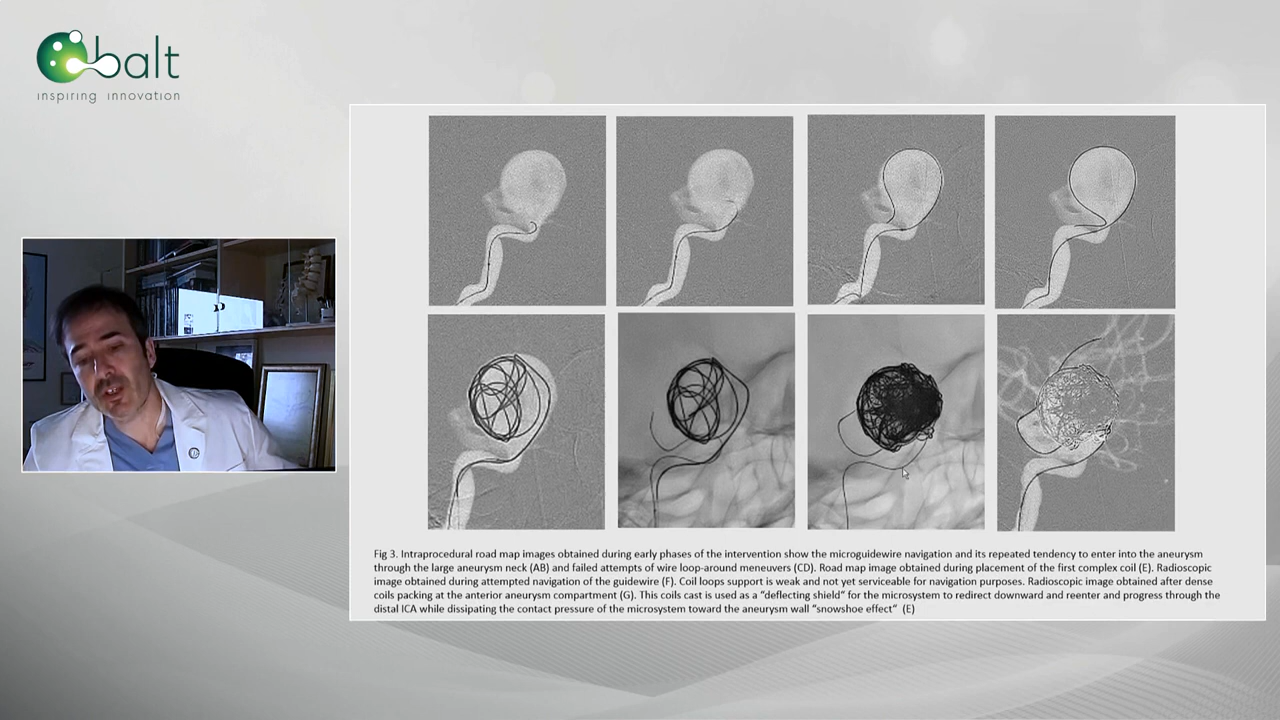 balt
inspiring innovation
Fig 3. Intraprocedural road map images obtained during early phases of the intervention show the microguidewire navigation and its repeated tendency to enter into the aneurysm
through the large aneurysm neck (AB) and failed attempts of wire loop-around meneuvers (CD). Road map image obtained during placement of the first complex coil (E). Radioscopic
image obtained during attempted navigation of the guidewire (F). Coil loops support is weak and not yet serviceable for navigation purposes. Radioscopic image obtained after dense
coils packing at the anterior aneurysm compartment (G). This coils cast is used as a “deflecting shield” for the microsystem to redirect downward and reenter and progress through the
distal ICA while dissipating the contact pressure of the microsystem toward the aneurysm wall “snowshoe effect” (E)